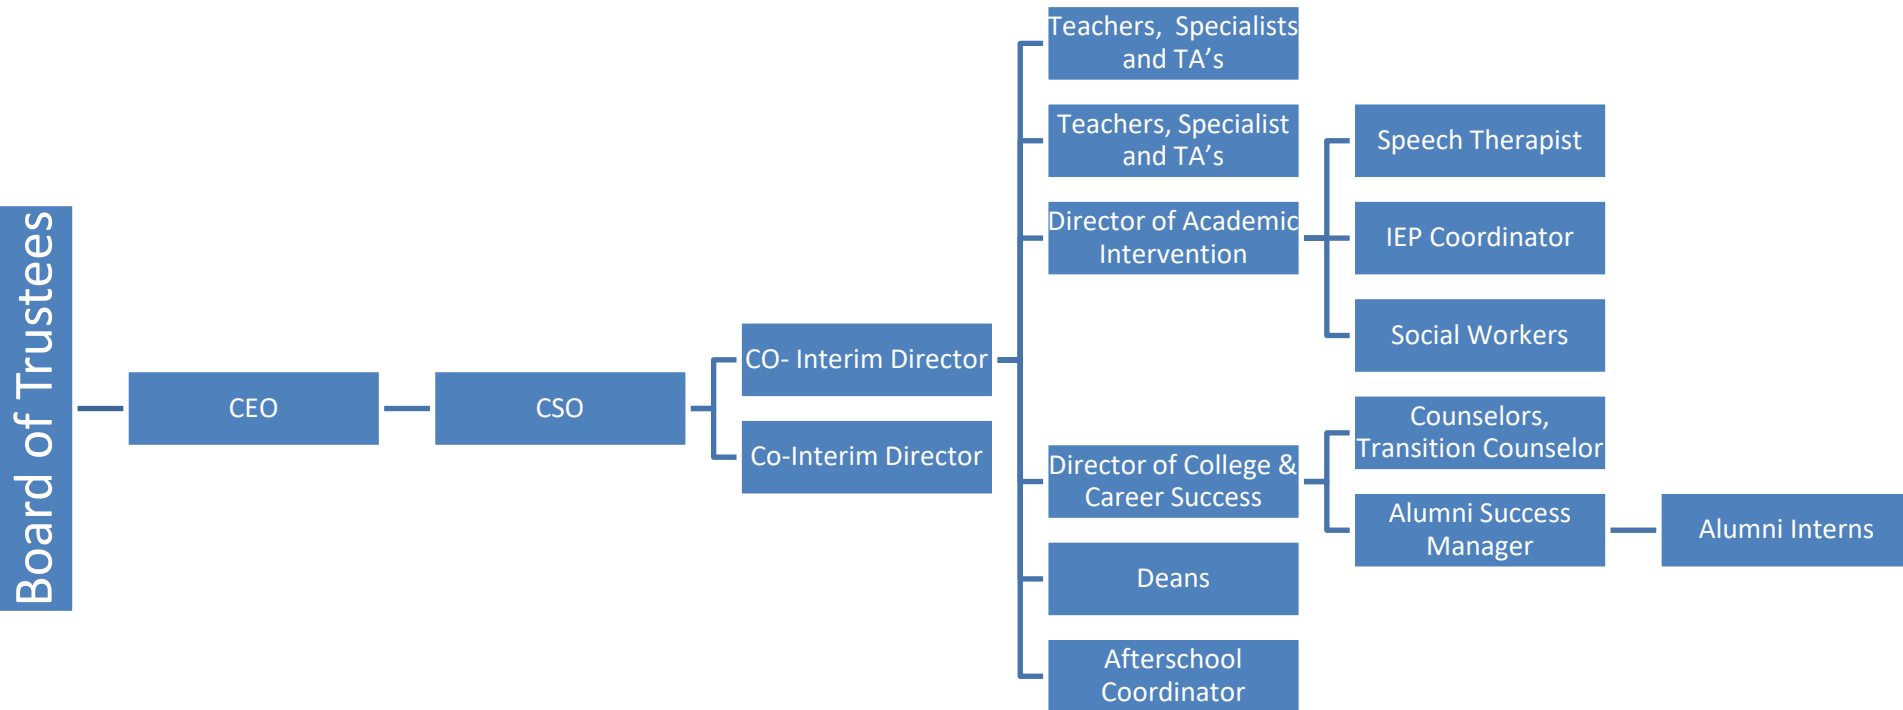 Board of Trustees
CEO
CSO
CO- Interim Director
Teachers,  Specialists
and TA’s
Teachers, Specialist
and TA’s
Director of Academic
Intervention
Speech Therapist
IEP Coordinator
Social Workers
Director of College &
Career Success
Counselors,
Transition Counselor
Alumni Success
Manager
Alumni Interns
Deans
Afterschool
Coordinator
Co-Interim Director